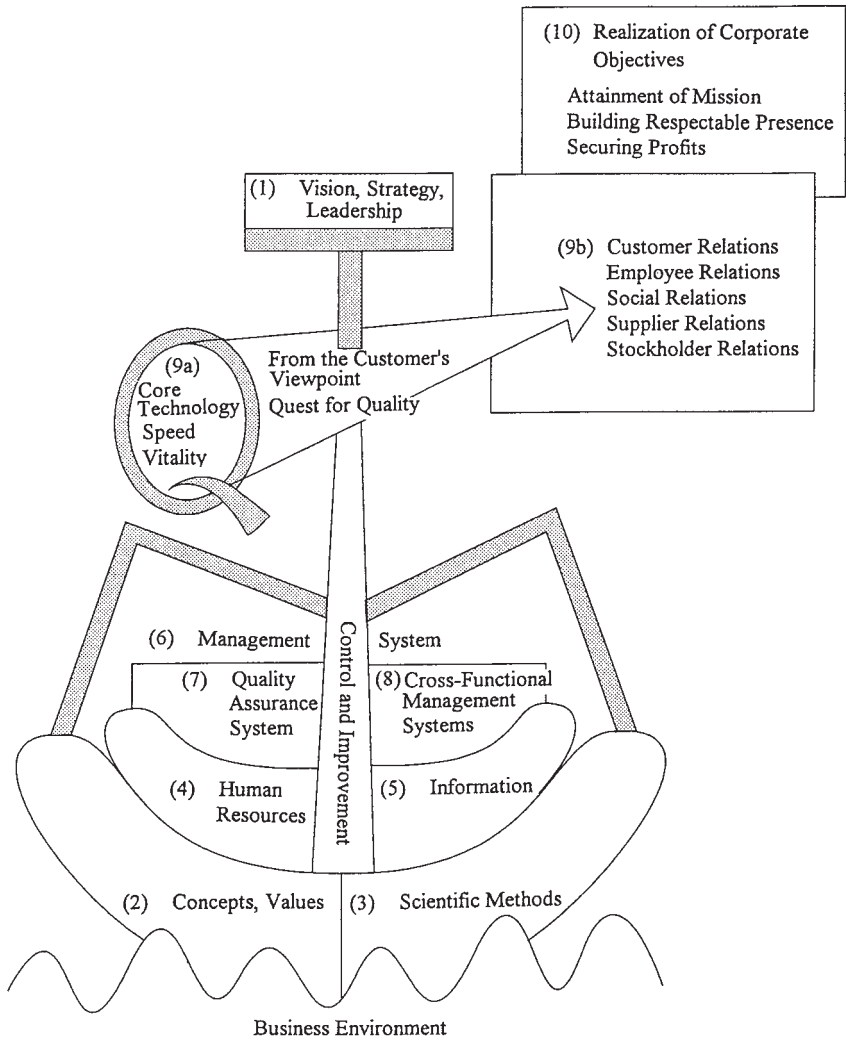 (10) Realization of Corporate
Objectives
Attainment of Mission
Building Respectable Presence
Securing Profits
(1) Vision, Strategy,
Leadership
(9b) Customer Relations
Employee Relations
Social Relations
Supplier Relations
Stockholder Relations
From the Customer's
Viewpoint
Quest for Quality
(9a)
Core
Technology
Speed
Vitality
Control and Improvement
(6) Management System
(7) Quality
Assurance
System
(8) Cross-Functional
Management
Systems
(4) Human
Resources
(5) Information
(2) Concepts, Values
(3) Scientific Methods
Business Environment